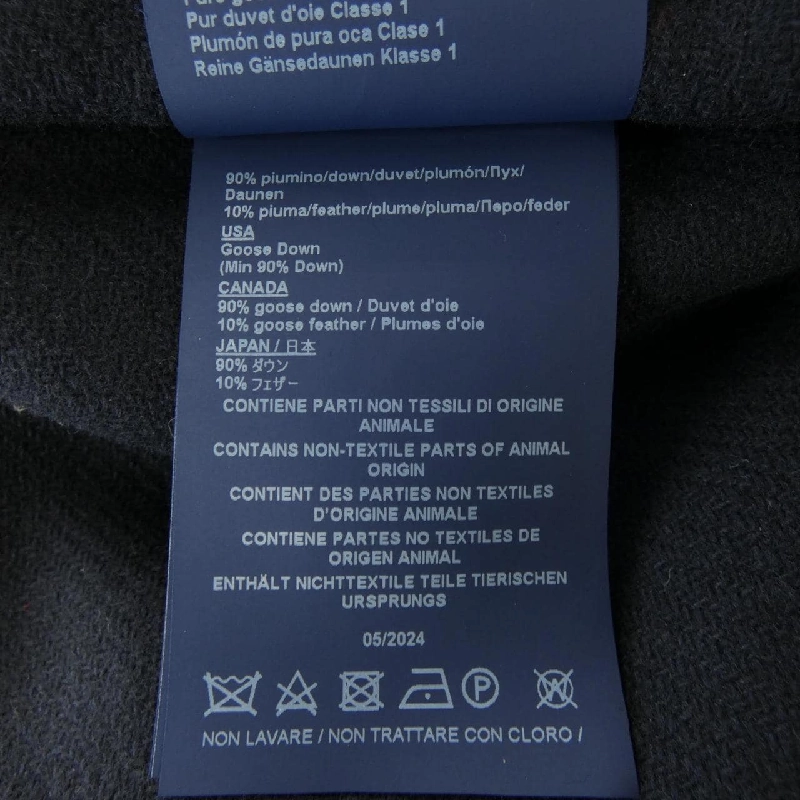 Pur duvet d'oie Classe 1
Plumón de pura oca Clase 1
Reine Gänsedaunen Klasse 1
90% piumino/down/duvet/plumón/Пух/
Daunen
10% piuma/feather/plume/pluma/Перо/feder
USA
Goose Down
(Min 90% Down)
CANADA
90% goose down / Duvet d'oie
10% goose feather / Plumes d'oie
JAPAN / 日本
90% ダウン
10% フェザー
CONTIENE PARTI NON TESSILI DI ORIGINE
ANIMALE
CONTAINS NON-TEXTILE PARTS OF ANIMAL
ORIGIN
CONTIENT DES PARTIES NON TEXTILES
D'ORIGINE ANIMALE
CONTIENE PARTES NO TEXTILES DE
ORIGEN ANIMAL
ENTHÄLT NICHTTEXTILE TEILE TIERISCHEN
URSPRUNGS
05/2024
P W
NON LAVARE / NON TRATTARE CON CLORO /